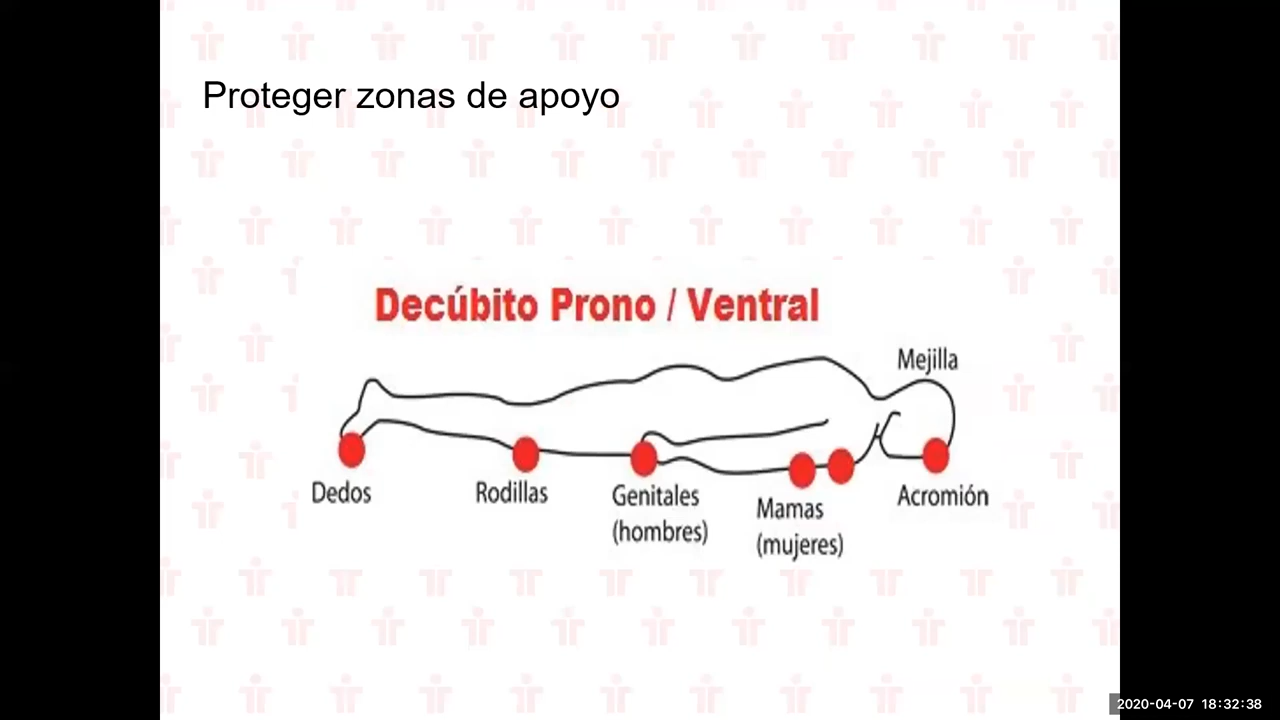 Proteger zonas de apoyo
Decúbito Prono / Ventral
Mejilla
Dedos
Rodillas
Genitales
(hombres)
Mamas
(mujeres)
Acromión
2020-04-07 18:32:38